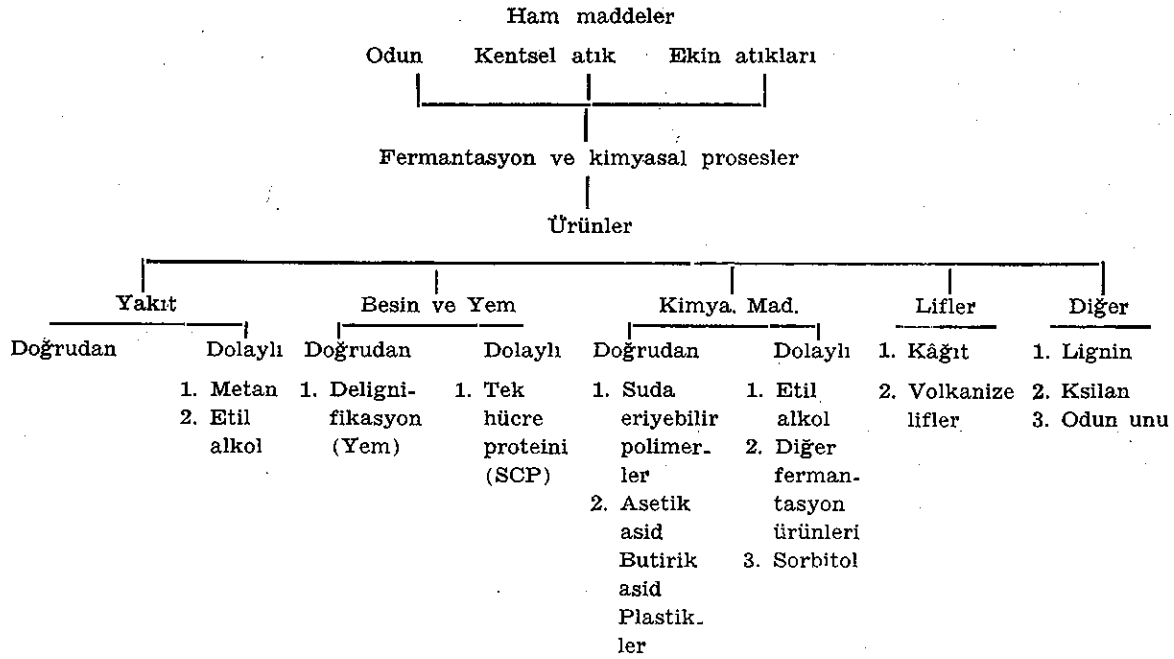 Ham maddeler
Odun Kentsel atık Ekin atıkları
Fermantasyon ve kimyasal prosesler
Ürünler
Yakıt Besin ve Yem Kimya. Mad. Lifler Diğer
Doğrudan Dolaylı Doğrudan Dolaylı Doğrudan Dolaylı 1. Kâğıt 1. Lignin
1. Metan 1. Deligni- 1. Tek 1. Suda 1. Etil 2. Volkanize 2. Ksilan
2. Etil fikasyon hücre eriyebilir alkol lifler 3. Odun unu
alkol (Yem) proteini polimer- 2. Diğer
(SCP) ler ferman-
2. Asetik tasyon
asid ürünleri
Butirik 3. Sorbitol
asid
Plastik-
ler